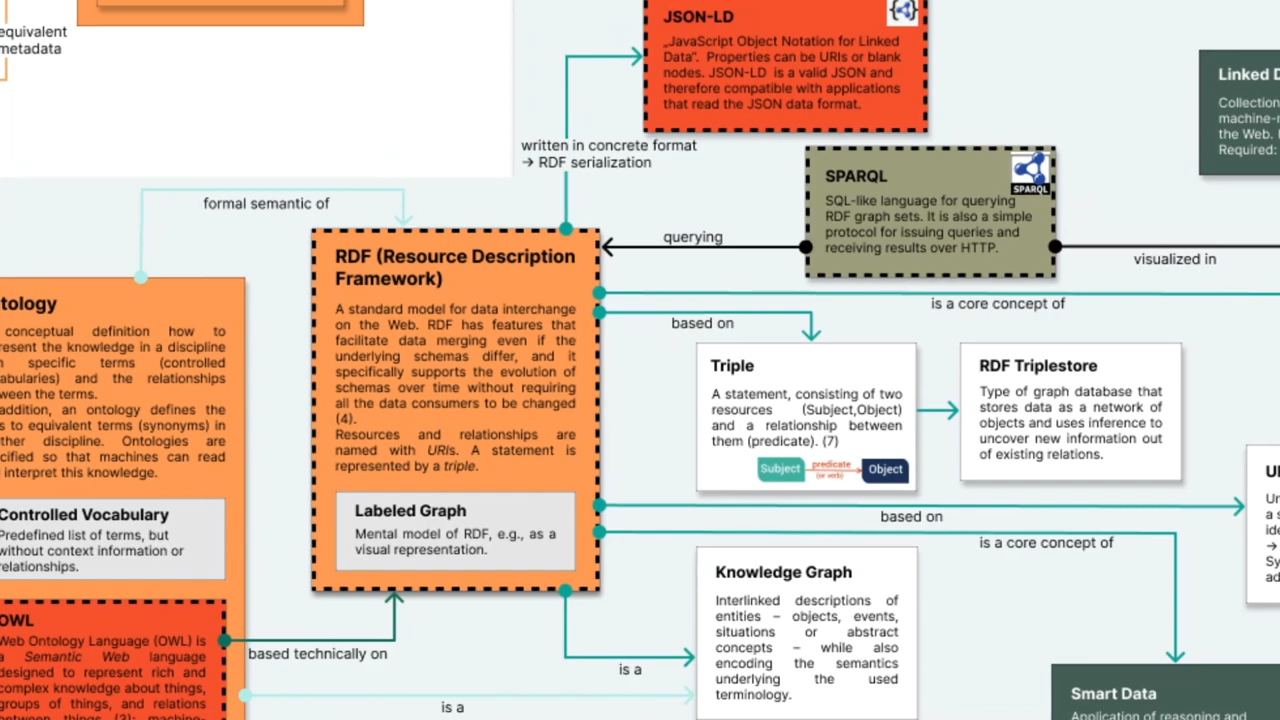 equivalent
metadata
JSON-LD
„JavaScript Object Notation for Linked
Data“. Properties can be URIs or blank
nodes. JSON-LD is a valid JSON and
therefore compatible with applications
that read the JSON data format.
written in concrete format
→ RDF serialization
Linked
Collection
the Web.
Required:
SPARQL
SPARQL
SQL-like language for querying
RDF graph sets. It is also a simple
protocol for issuing queries and
receiving results over HTTP.
formal semantic of
querying
visualized in
is a core concept of
RDF (Resource Description
Framework)
A standard model for data interchange
on the Web. RDF has features that
facilitate data merging even if the
underlying schemas differ, and it
specifically supports the evolution of
schemas over time without requiring
all the data consumers to be changed
(4).
Resources and relationships are
named with URIs. A statement is
represented by a triple.
Labeled Graph
Mental model of RDF, e.g., as a
visual representation.
based on
Triple
A statement, consisting of two
resources (Subject,Object)
and a relationship between
them (predicate). (7)
Subject
predicate
(or verb)
Object
RDF Triplestore
Type of graph database that
stores data as a network of
objects and uses inference to
uncover new information out
of existing relations.
based on
is a core concept of
tology
conceptual definition how to
resent the knowledge in a discipline
specific terms (controlled
abularies) and the relationships
ween the terms.
addition, an ontology defines the
s to equivalent terms (synonyms) in
ther discipline. Ontologies are
cified so that machines can read
interpret this knowledge.
Controlled Vocabulary
Predefined list of terms, but
without context information or
relationships.
OWL
Web Ontology Language (OWL) is
a Semantic Web language
designed to represent rich and
complex knowledge about things,
groups of things, and relations
between things (3): machine-
based technically on
is a
is a
Knowledge Graph
Interlinked descriptions of
entities – objects, events,
situations or abstract
concepts – while also
encoding the semantics
underlying the used
terminology.
Un
a s
ide
→
Sy
ad
Smart Data
Application of reasoning and